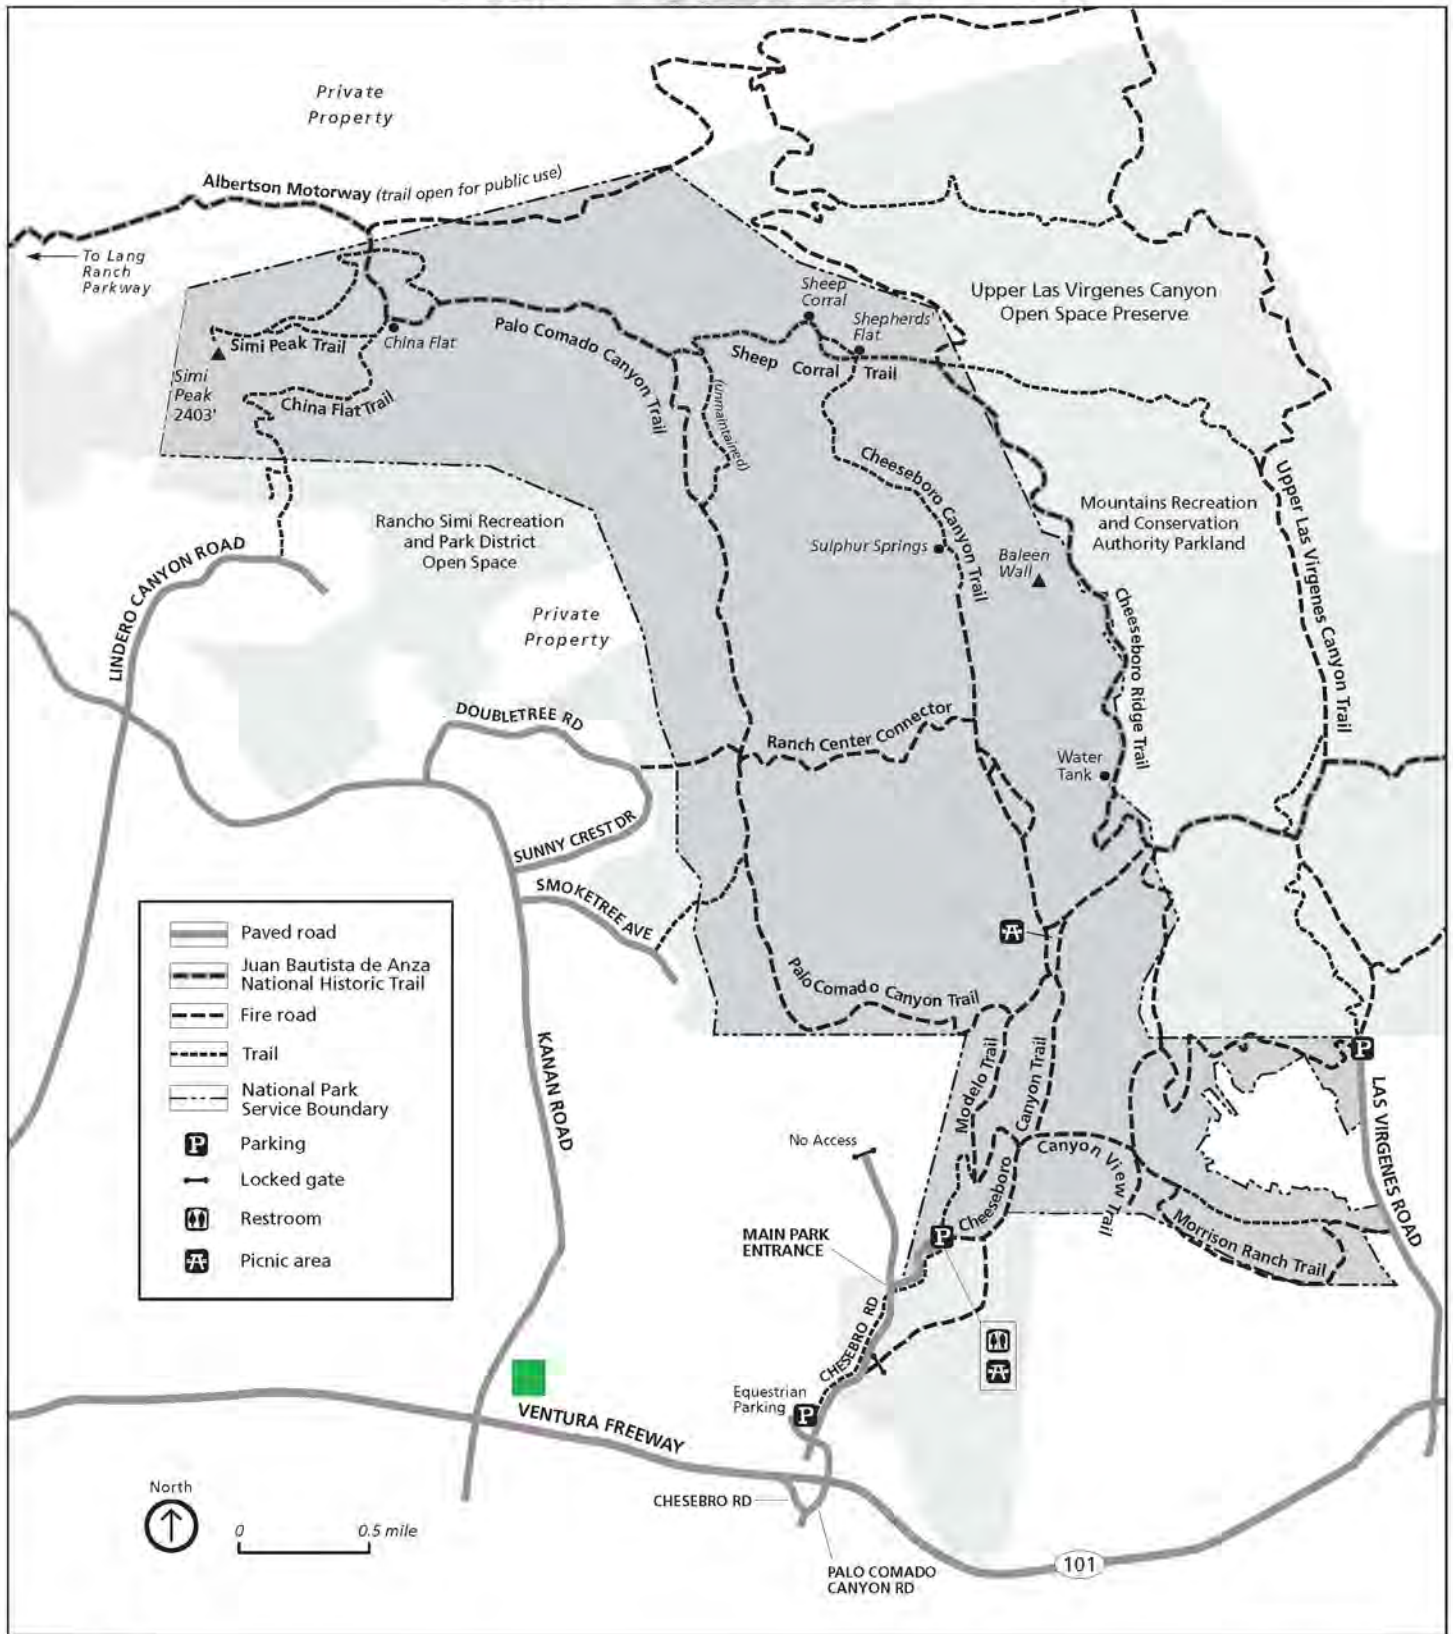 Private
Property
Albertson Motorway (trail open for public use)
To Lang
Ranch
Parkway
Sheep
Corral
Shepherds'
Flat
Upper Las Virgenes Canyon
Open Space Preserve
Simi Peak Trail
China Flat
Palo Comado Canyon Trail
Sheep Corral Trail
(unmaintained)
Simi
Peak
2403'
China Flat Trail
Cheeseboro Canyon Trail
Upper Las Virgenes Canyon Trail
Mountains Recreation
and Conservation
Authority Parkland
Rancho Simi Recreation
and Park District
Open Space
Sulphur Springs
Baleen
Wall
LINDERO CANYON ROAD
Private
Property
Cheeseboro Ridge Trail
DOUBLETREE RD
Ranch Center Connector
Water
Tank
SUNNY CREST DR
SMOKETREE AVE
Paved road
Juan Bautista de Anza
National Historic Trail
Fire road
Trail
National Park
Service Boundary
P
Parking
Locked gate
Restroom
Picnic area
Palo Comado Canyon Trail
KANAN ROAD
Modelo Trail
Cheeseboro Canyon Trail
P
LAS VIRGENES ROAD
No Access
Canyon View Trail
MAIN PARK
ENTRANCE
P
Morrison Ranch Trail
CHESEBRO RD
Equestrian
Parking
P
VENTURA FREEWAY
North
0 0.5 mile
CHESEBRO RD
PALO COMADO
CANYON RD
101